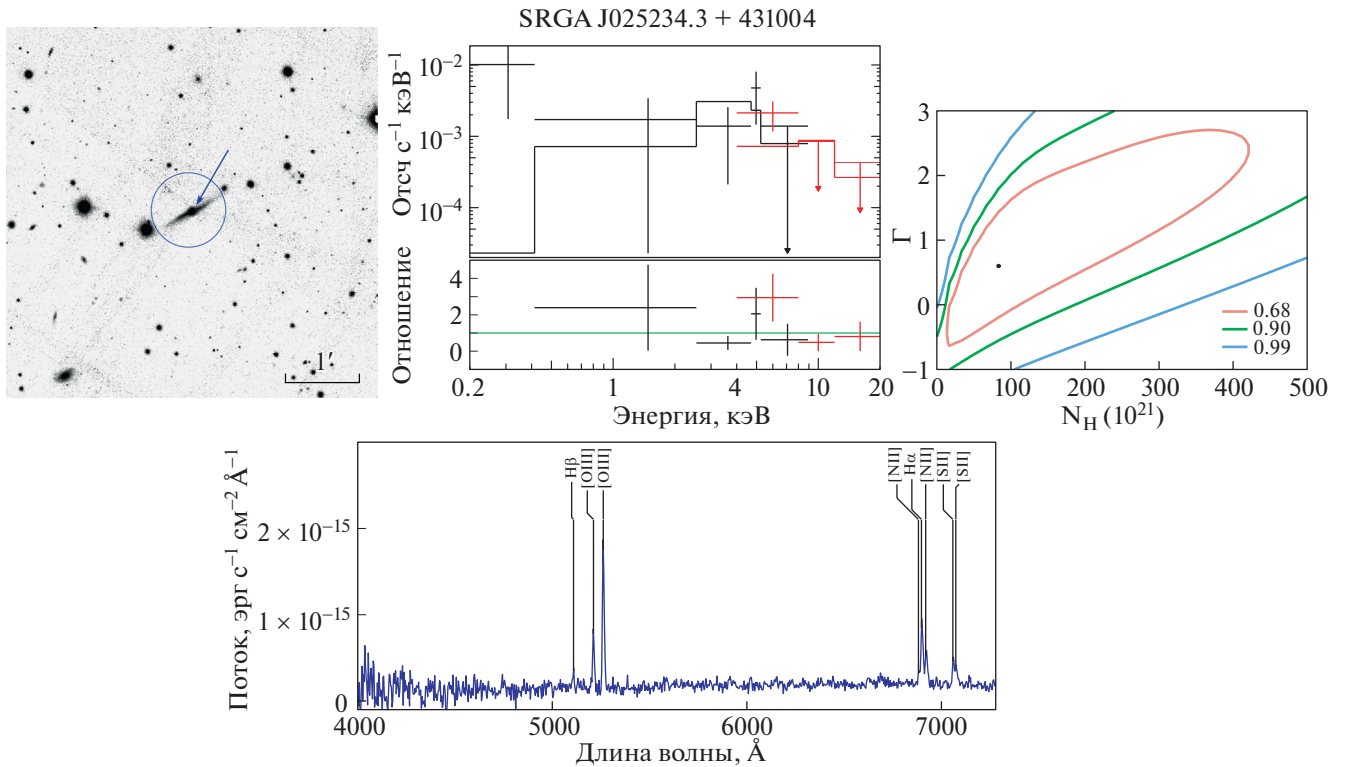 SRGA J025234.3 + 431004
1′
Отсч с⁻¹ кэВ⁻¹
10⁻²
10⁻³
10⁻⁴
Отношение
4
2
0
0.2 1 4 10 20
Энергия, кэВ
Γ
3
2
1
0
−1
0.68
0.90
0.99
0 100 200 300 400 500
N_H (10²¹)
Поток, эрг с⁻¹ см⁻² Å⁻¹
2 × 10⁻¹⁵
1 × 10⁻¹⁵
0
Hβ
[OIII]
[OIII]
[NII]
Hα
[NII]
[SII]
[SII]
4000 5000 6000 7000
Длина волны, Å